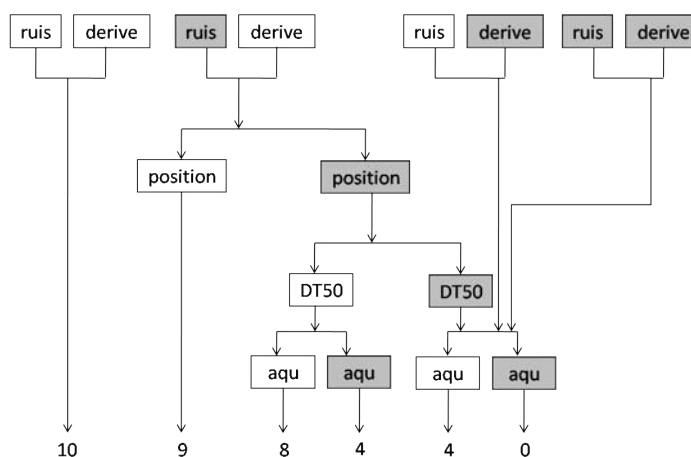 ruis derive ruis derive ruis derive ruis derive
position position
DT50 DT50
aqu aqu aqu aqu
10 9 8 4 4 0